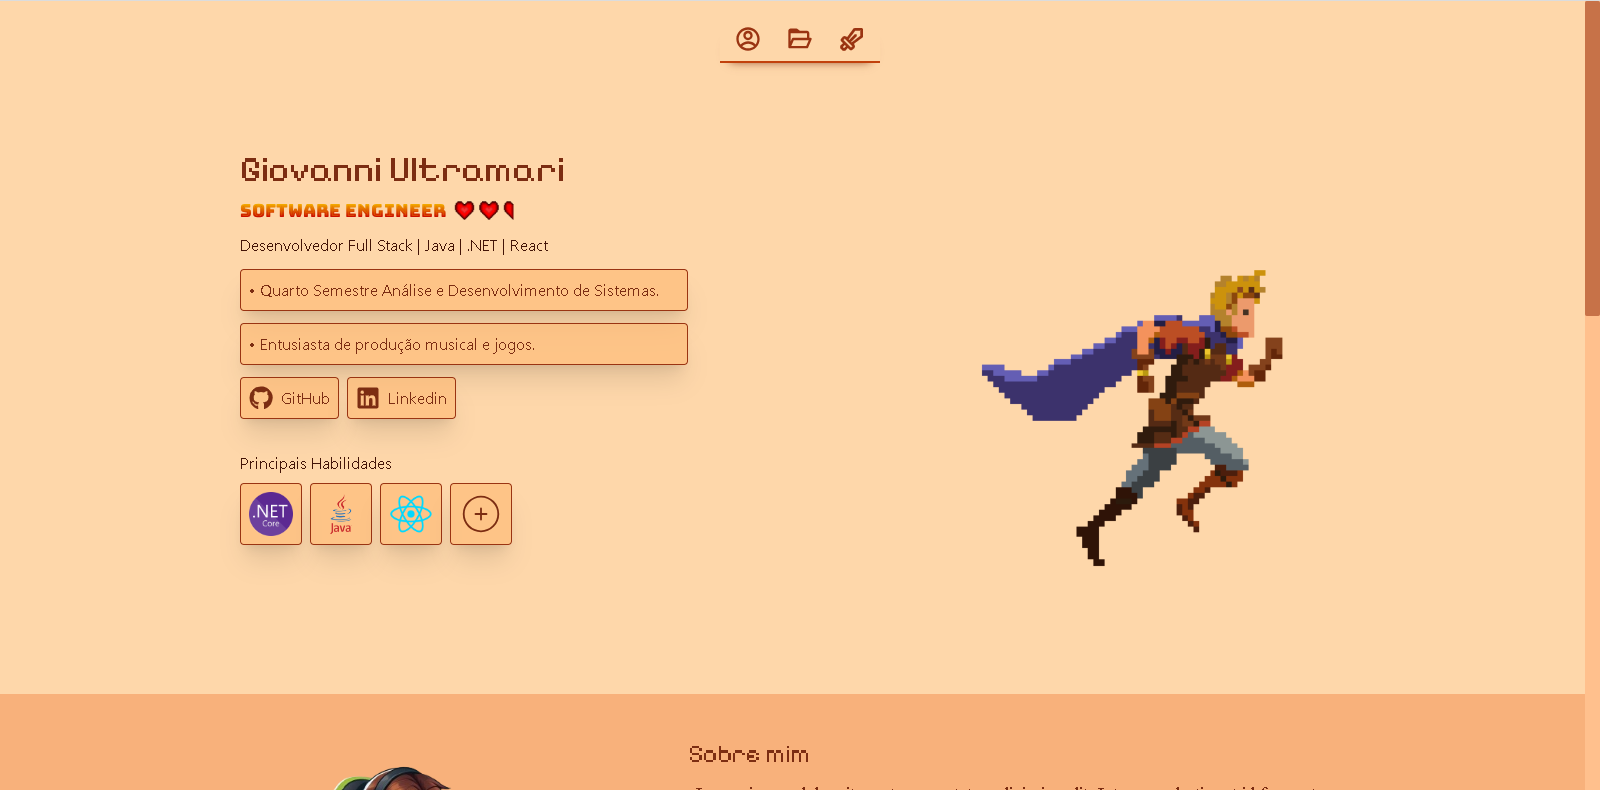 Giovanni Ultramari
SOFTWARE ENGINEER
Desenvolvedor Full Stack | Java | .NET | React
• Quarto Semestre Análise e Desenvolvimento de Sistemas.
• Entusiasta de produção musical e jogos.
GitHub Linkedin
Principais Habilidades
.NET Core Java
Sobre mim